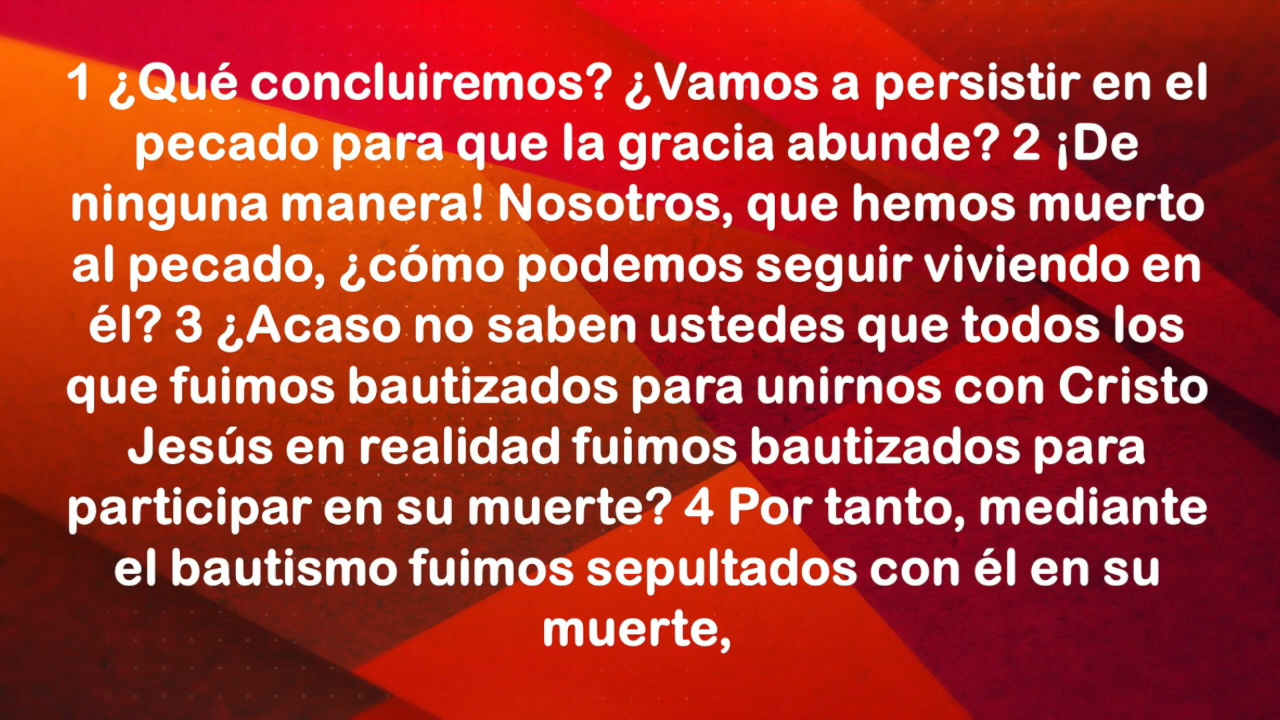 1 ¿Qué concluiremos? ¿Vamos a persistir en el
pecado para que la gracia abunde? 2 ¡De
ninguna manera! Nosotros, que hemos muerto
al pecado, ¿cómo podemos seguir viviendo en
él? 3 ¿Acaso no saben ustedes que todos los
que fuimos bautizados para unirnos con Cristo
Jesús en realidad fuimos bautizados para
participar en su muerte? 4 Por tanto, mediante
el bautismo fuimos sepultados con él en su
muerte,